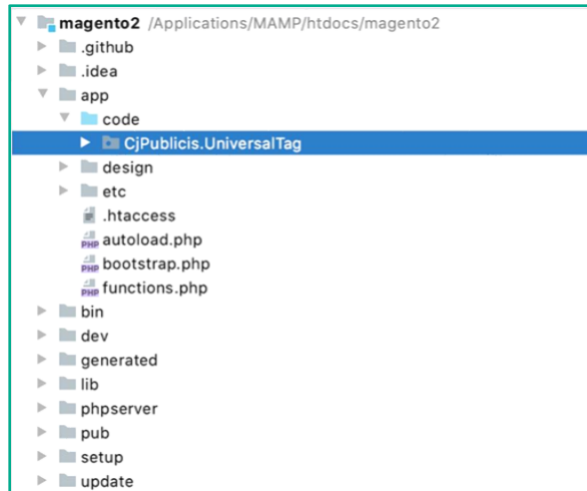 magento2 /Applications/MAMP/htdocs/magento2
.github
.idea
app
code
CjPublicis.UniversalTag
design
etc
.htaccess
autoload.php
bootstrap.php
functions.php
bin
dev
generated
lib
phpserver
pub
setup
update